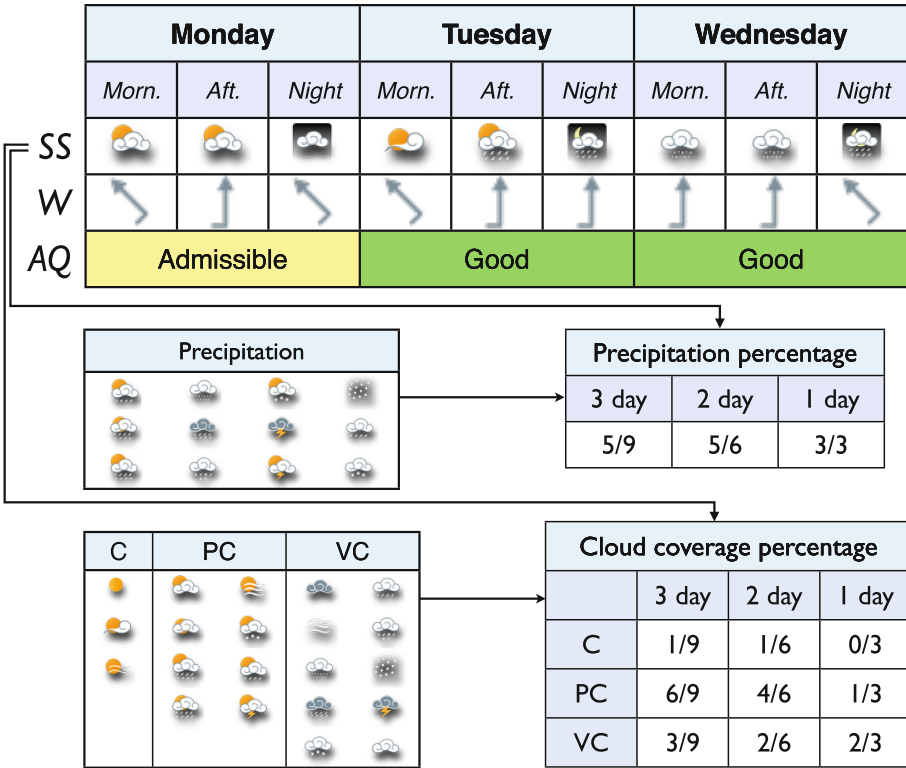 Monday Tuesday Wednesday
Morn. Aft. Night Morn. Aft. Night Morn. Aft. Night
SS
W
AQ Admissible Good Good
Precipitation
Precipitation percentage
3 day 2 day 1 day
5/9 5/6 3/3
C PC VC
Cloud coverage percentage
3 day 2 day 1 day
C 1/9 1/6 0/3
PC 6/9 4/6 1/3
VC 3/9 2/6 2/3